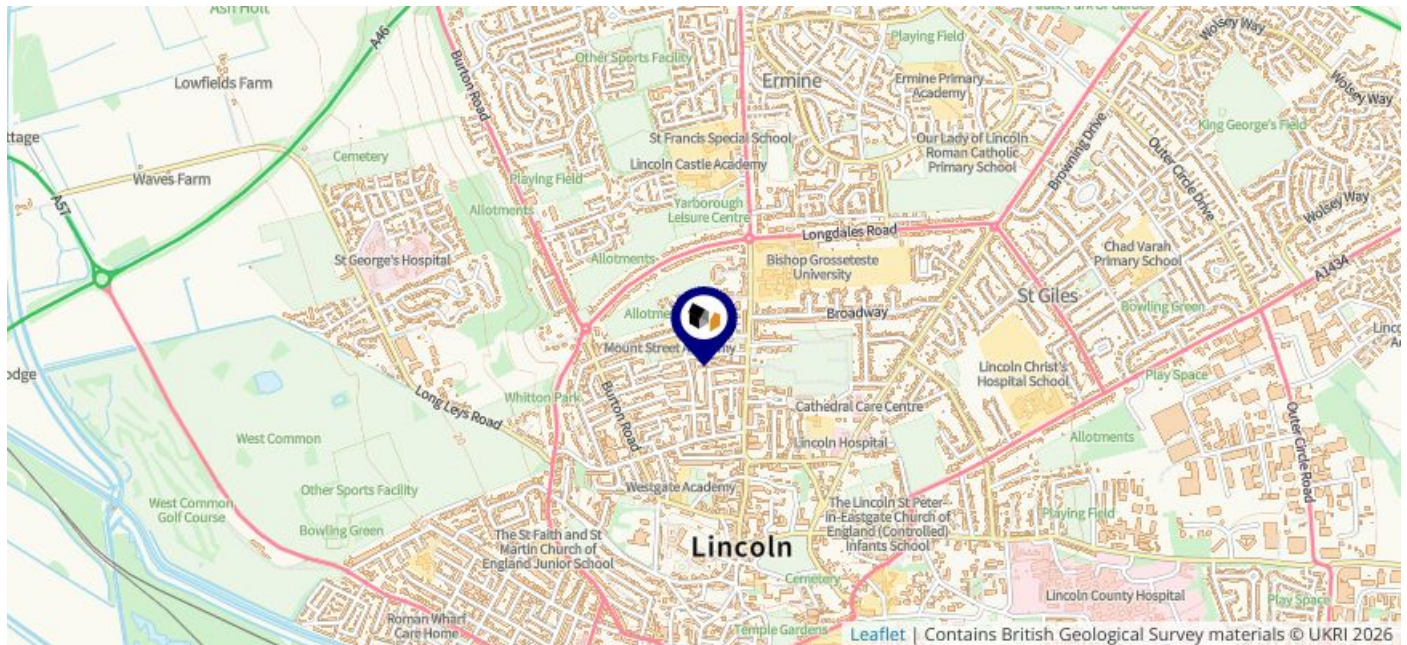 Ash Holt
Lowfields Farm
A46
Burton Road
Other Sports Facility
Playing Field
Ermine
Ermine Primary
Academy
Wolsey Way
Wolsey Way
King George's Field
Cemetery
Waves Farm
A57
St Francis Special School
Lincoln Castle Academy
Playing Field
Our Lady of Lincoln
Roman Catholic
Primary School
Browning Drive
Outer Circle Drive
Wolsey Way
Allotments
Yarborough
Leisure Centre
Longdales Road
St George's Hospital
Allotments
Bishop Grosseteste
University
Chad Varah
Primary School
A1434
St Giles
Bowling Green
Broadway
Mount Street
Lincoln Christ's
Hospital School
Play Space
Long Leys Road
Whitton Park
Burton Road
Cathedral Care Centre
Lincoln Hospital
Allotments
Outer Circle Road
West Common
Other Sports Facility
Westgate Academy
West Common
Golf Course
Bowling Green
The St Faith and St
Martin Church of
England Junior School
The Lincoln St Peter-
in-Eastgate Church of
England (Controlled)
Infants School
Playing Field
Lincoln
Cemetery
Lincoln County Hospital
Play Space
Roman Wharf
Care Home
Temple Gardens
Leaflet | Contains British Geological Survey materials © UKRI 2026